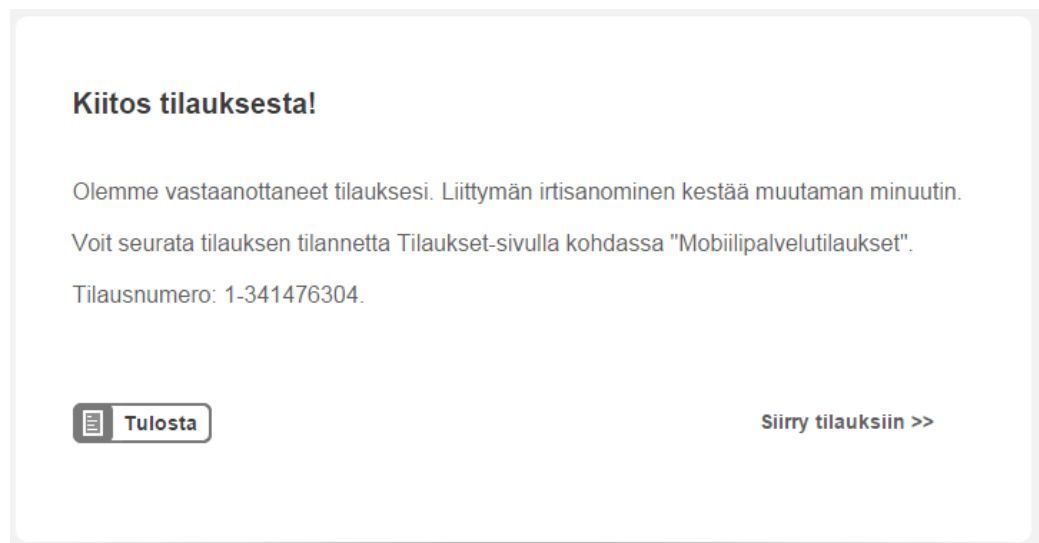 Kiitos tilauksesta!
Olemme vastaanottaneet tilauksesi. Liittymän irtisanominen kestää muutaman minuutin.
Voit seurata tilauksen tilannetta Tilaukset-sivulla kohdassa "Mobiilipalvelutilaukset".
Tilausnumero: 1-341476304.
Tulosta
Siirry tilauksiin >>